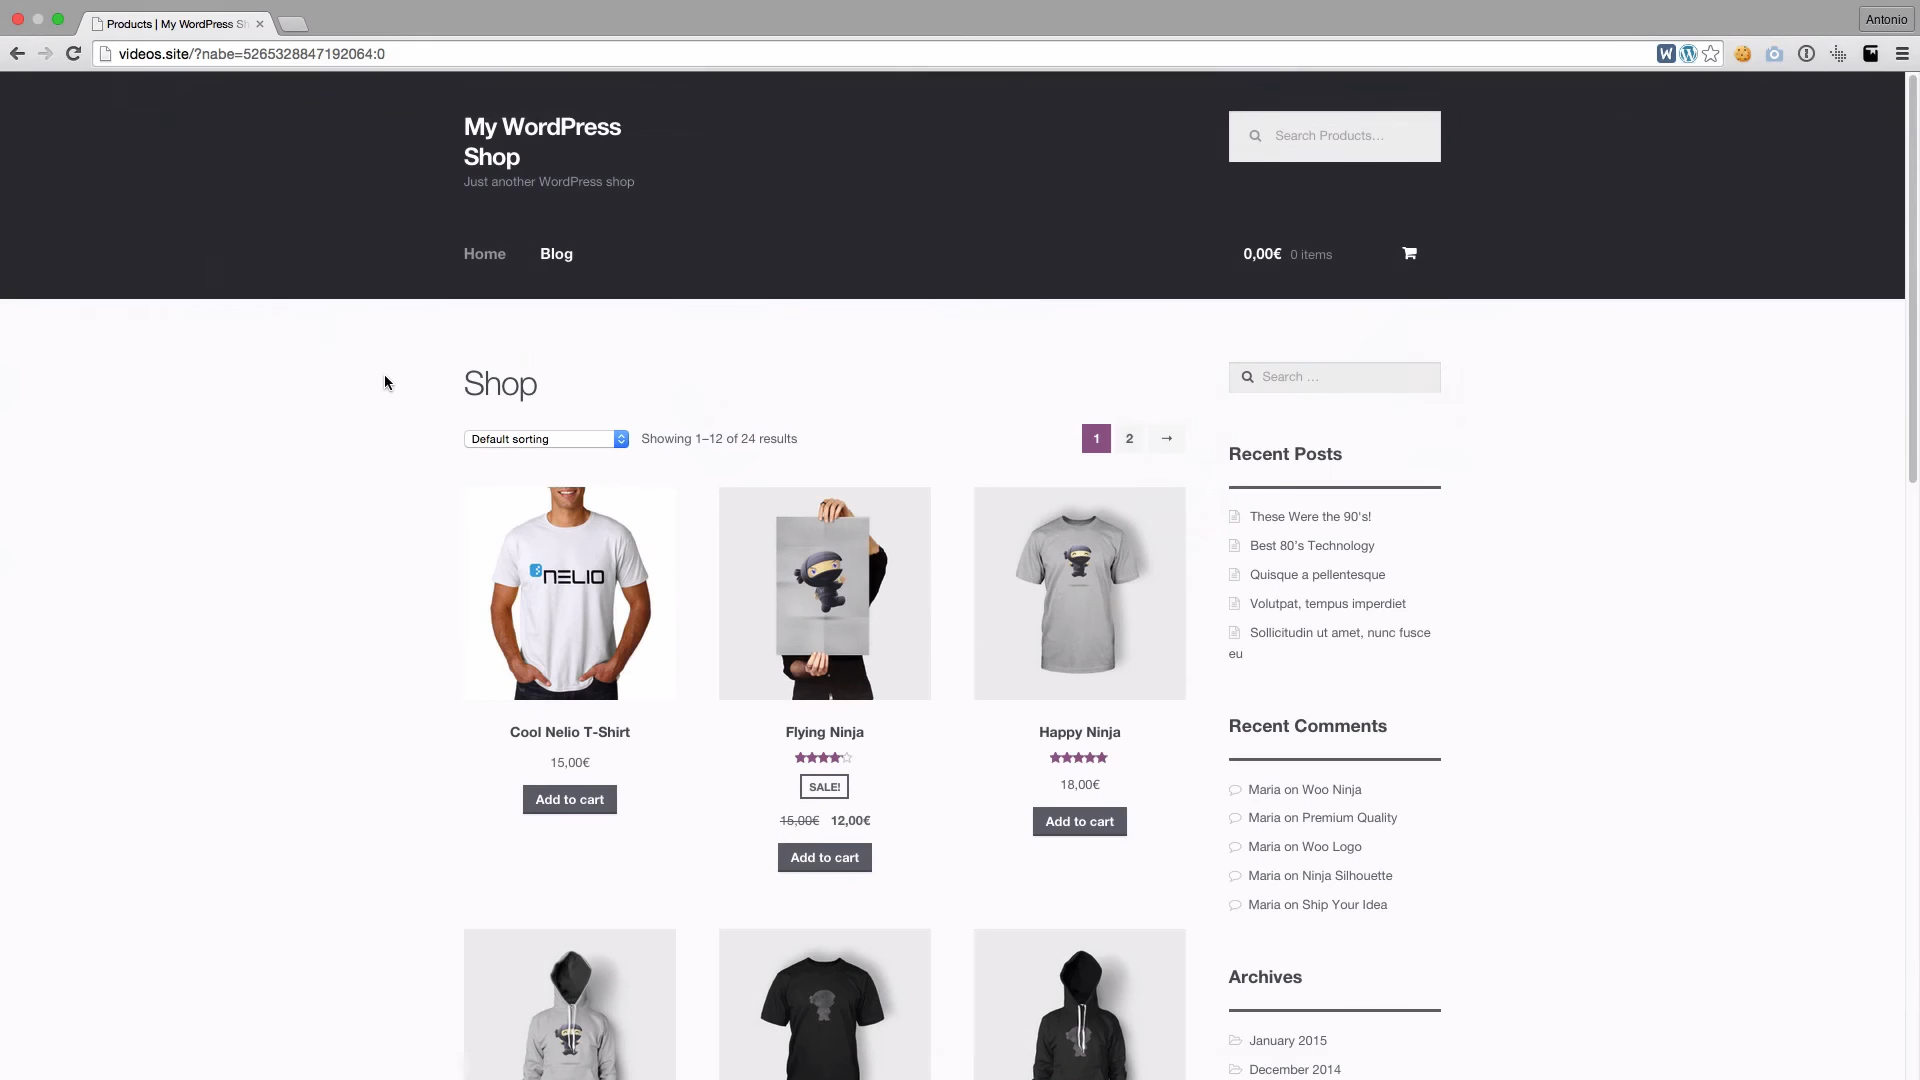 Products | My WordPress Sh
Antonio
videos.site/?nabe=5265328847192064:0
My WordPress
Shop
Just another WordPress shop
Search Products…
Home
Blog
0,00€ 0 items
Shop
Default sorting
Showing 1–12 of 24 results
1
2
→
NELIO
Cool Nelio T-Shirt
15,00€
Add to cart
Flying Ninja
SALE!
15,00€ 12,00€
Add to cart
Happy Ninja
18,00€
Add to cart
Search …
Recent Posts
These Were the 90's!
Best 80’s Technology
Quisque a pellentesque
Volutpat, tempus imperdiet
Sollicitudin ut amet, nunc fusce
eu
Recent Comments
Maria on Woo Ninja
Maria on Premium Quality
Maria on Woo Logo
Maria on Ninja Silhouette
Maria on Ship Your Idea
Archives
January 2015
December 2014